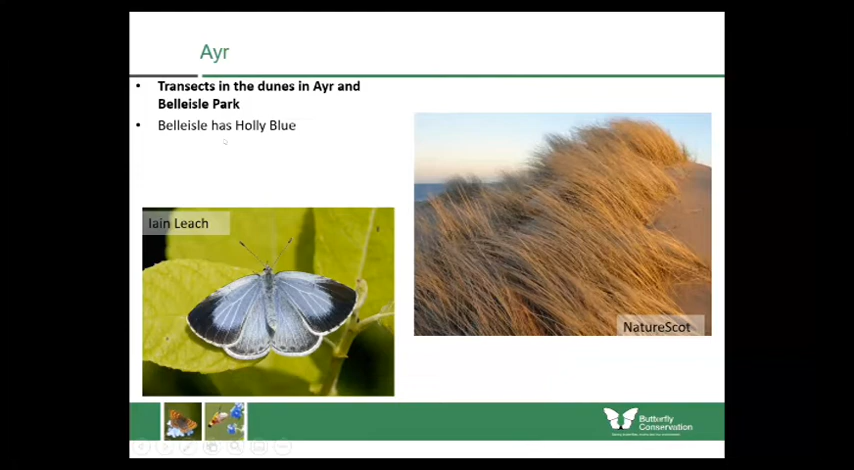 Ayr
• Transects in the dunes in Ayr and
Belleisle Park
• Belleisle has Holly Blue
Iain Leach
NatureScot
Butterfly
Conservation